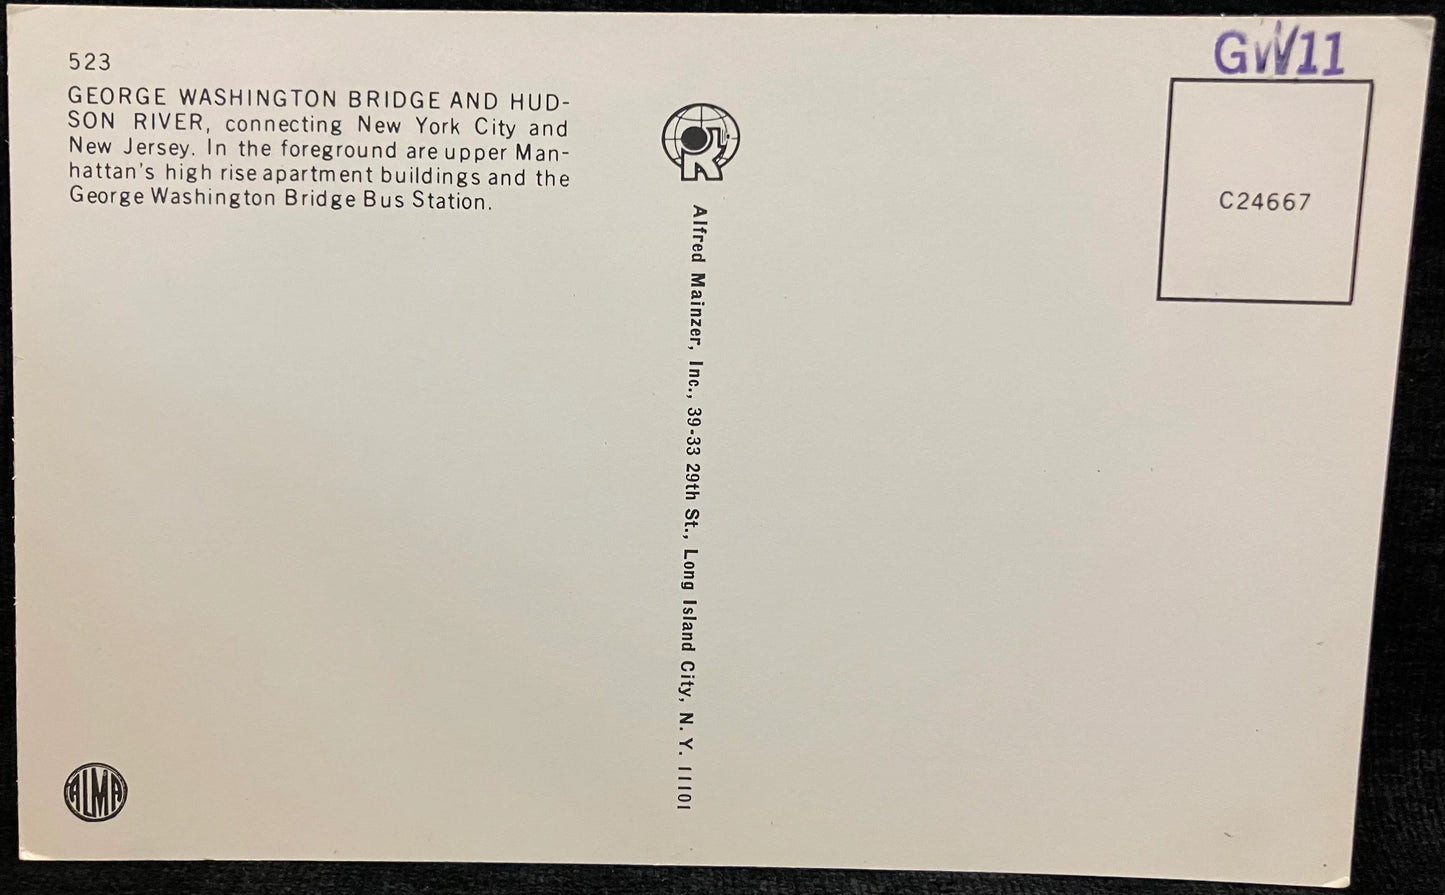 523
GEORGE WASHINGTON BRIDGE AND HUD-
SON RIVER, connecting New York City and
New Jersey. In the foreground are upper Man-
hattan's high rise apartment buildings and the
George Washington Bridge Bus Station.
GW11
C24667
K
Alfred Mainzer, Inc., 39-33 29th St., Long Island City, N. Y. 11101
ALMA